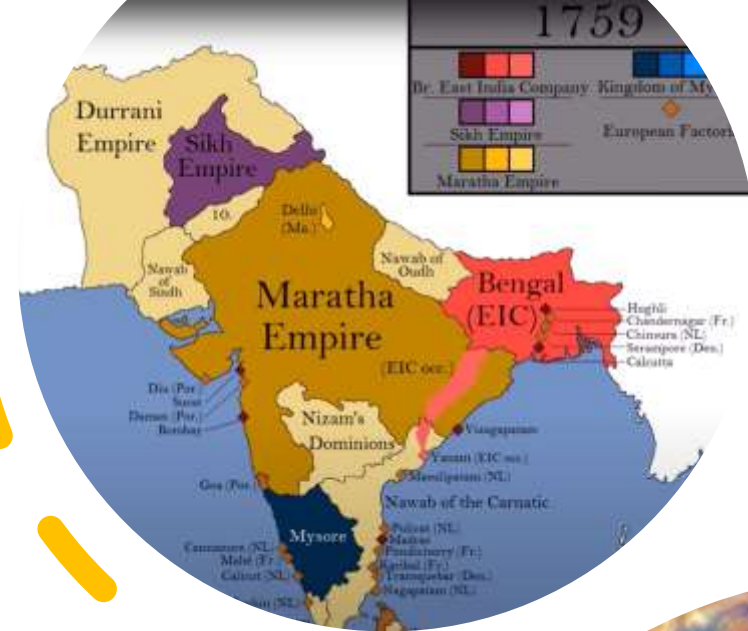 1759
Br. East India Company
Kingdom of My
Sikh Empire
European Factori
Maratha Empire
Durrani
Empire
Sikh
Empire
10.
Delhi
(Ma.)
Nawab
of
Sindh
Nawab of
Oudh
Maratha
Empire
Bengal
(EIC)
Hughli
Chandernagar (Fr.)
Chinsura (NL)
Serampore (Den.)
Calcutta
(EIC occ.)
Diu (Por.)
Surat
Daman (Por.)
Bombay
Nizam's
Dominions
Vizagapatam
Yanam (EIC occ.)
Masulipatam (NL)
Goa (Por.)
Nawab of the Carnatic
Mysore
Pulicat (NL)
Madras
Pondicherry (Fr.)
Karikal (Fr.)
Tranquebar (Den.)
Nagapatam (NL)
Cannanore (NL)
Mahé (Fr.)
Calicut (NL)
(NL)